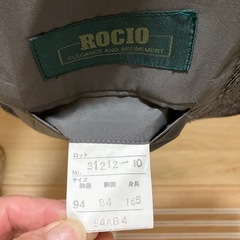 ROCIO
ELEGANCE AND REFINEMENT
ロット
No. 31212-10
サイズ
胸囲 胴囲 身長
94 84 165
94AB4